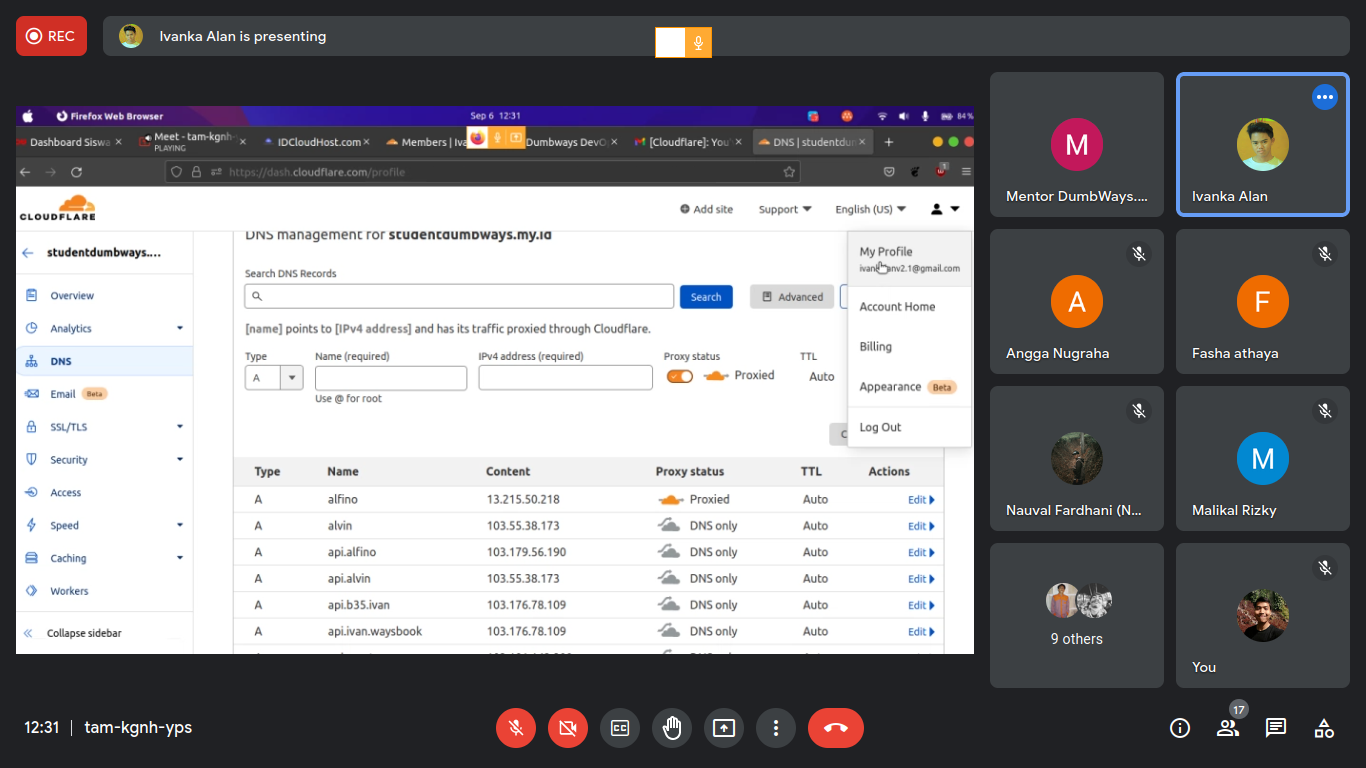 REC
Ivanka Alan is presenting
Firefox Web Browser
Sep 6 12:31
84 %
Dashboard Siswa
Meet - tam-kgnh-
PLAYING
IDCloudHost.com
Members | Iva
Dumbways DevO
[Cloudflare]: You
DNS | studentdum
https://dash.cloudflare.com/profile
CLOUDFLARE
Add site
Support
English (US)
studentdumbways....
Overview
Analytics
DNS
Email Beta
SSL/TLS
Security
Access
Speed
Caching
Workers
Collapse sidebar
DNS management for studentdumbways.my.id
Search DNS Records
Search
Advanced
[name] points to [IPv4 address] and has its traffic proxied through Cloudflare.
Type
Name (required)
IPv4 address (required)
Proxy status
TTL
A
Proxied
Auto
Use @ for root
My Profile
Account Home
Billing
Appearance Beta
Log Out
Type Name Content Proxy status TTL Actions
A alfino 13.215.50.218 Proxied Auto Edit
A alvin 103.55.38.173 DNS only Auto Edit
A api.alfino 103.179.56.190 DNS only Auto Edit
A api.alvin 103.55.38.173 DNS only Auto Edit
A api.b35.ivan 103.176.78.109 DNS only Auto Edit
A api.ivan.waysbook 103.176.78.109 DNS only Auto Edit
M
Mentor DumbWays....
Ivanka Alan
A
Angga Nugraha
F
Fasha athaya
Nauval Fardhani (N...
M
Malikal Rizky
9 others
You
12:31 | tam-kgnh-yps
17